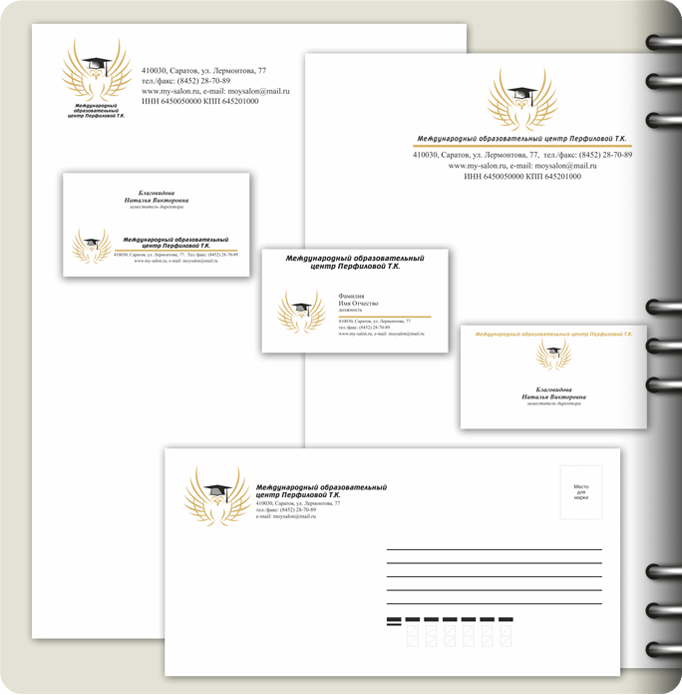 Международный
образовательный
центр Перфиловой Т.К.
410030, Саратов, ул. Лермонтова, 77
тел./факс: (8452) 28-70-89
www.my-salon.ru, e-mail: moysalon@mail.ru
ИНН 6450050000 КПП 645201000
Международный образовательный центр Перфиловой Т.К.
410030, Саратов, ул. Лермонтова, 77, тел./факс: (8452) 28-70-89
www.my-salon.ru, e-mail: moysalon@mail.ru
ИНН 6450050000 КПП 645201000
Благовидова
Наталья Викторовна
заместитель директора
Международный образовательный
центр Перфиловой Т.К.
410030, Саратов, ул. Лермонтова, 77. Тел./факс: (8452) 28-70-89
www.my-salon.ru, e-mail: moysalon@mail.ru
Международный образовательный
центр Перфиловой Т.К.
Фамилия
Имя Отчество
должность
410030, Саратов, ул. Лермонтова, 77
тел./факс: (8452) 28-70-89
www.my-salon.ru, e-mail: moysalon@mail.ru
Международный образовательный центр Перфиловой Т.К.
Благовидова
Наталья Викторовна
заместитель директора
Международный образовательный
центр Перфиловой Т.К.
410030, Саратов, ул. Лермонтова, 77
тел./факс: (8452) 28-70-89
e-mail: moysalon@mail.ru
Место
для
марки